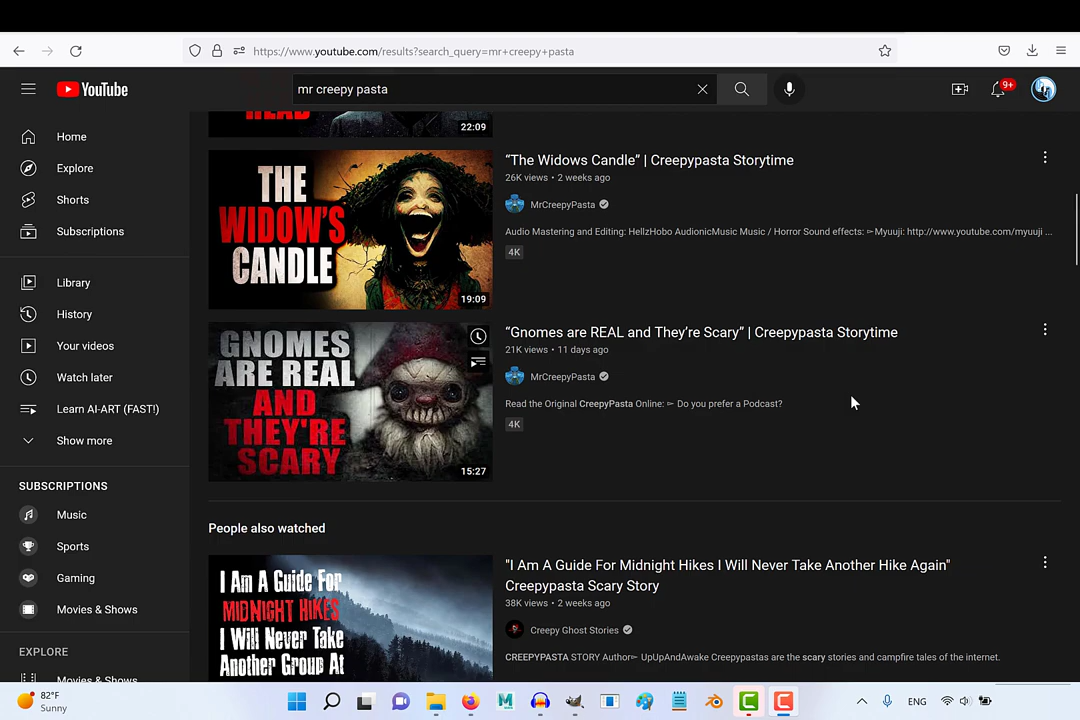 https://www.youtube.com/results?search_query=mr+creepy+pasta
YouTube
mr creepy pasta
9+
Home
Explore
Shorts
Subscriptions
Library
History
Your videos
Watch later
Learn AI-ART (FAST!)
Show more
SUBSCRIPTIONS
Music
Sports
Gaming
Movies & Shows
EXPLORE
Movies & Shows
HEAD
22:09
THE
WIDOW'S
CANDLE
19:09
“The Widows Candle” | Creepypasta Storytime
26K views • 2 weeks ago
MrCreepyPasta
Audio Mastering and Editing: HellzHobo AudionicMusic Music / Horror Sound effects: ➳Myuuji: http://www.youtube.com/myuuji ...
4K
GNOMES
ARE REAL
AND
THEY'RE
SCARY
15:27
“Gnomes are REAL and They’re Scary” | Creepypasta Storytime
21K views • 11 days ago
MrCreepyPasta
Read the Original CreepyPasta Online: ➳ Do you prefer a Podcast?
4K
People also watched
I Am A Guide For
MIDNIGHT HIKES
I Will Never Take
Another Group At
"I Am A Guide For Midnight Hikes I Will Never Take Another Hike Again"
Creepypasta Scary Story
38K views • 2 weeks ago
Creepy Ghost Stories
CREEPYPASTA STORY Author➳ UpUpAndAwake Creepypastas are the scary stories and campfire tales of the internet.
82°F
Sunny
ENG